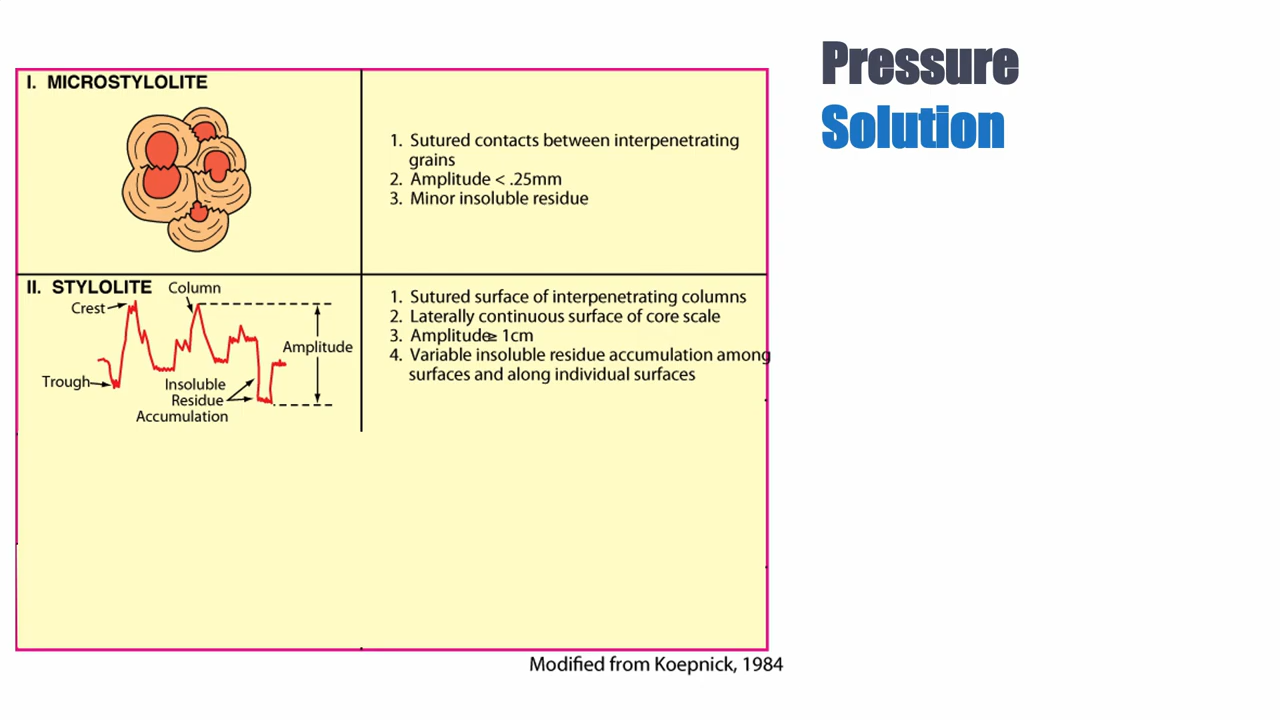 Pressure
Solution
I. MICROSTYLOLITE
1. Sutured contacts between interpenetrating
grains
2. Amplitude < .25mm
3. Minor insoluble residue
II. STYLOLITE
Column
Crest
Amplitude
Trough
Insoluble
Residue
Accumulation
1. Sutured surface of interpenetrating columns
2. Laterally continuous surface of core scale
3. Amplitude≥ 1cm
4. Variable insoluble residue accumulation among
surfaces and along individual surfaces
Modified from Koepnick, 1984